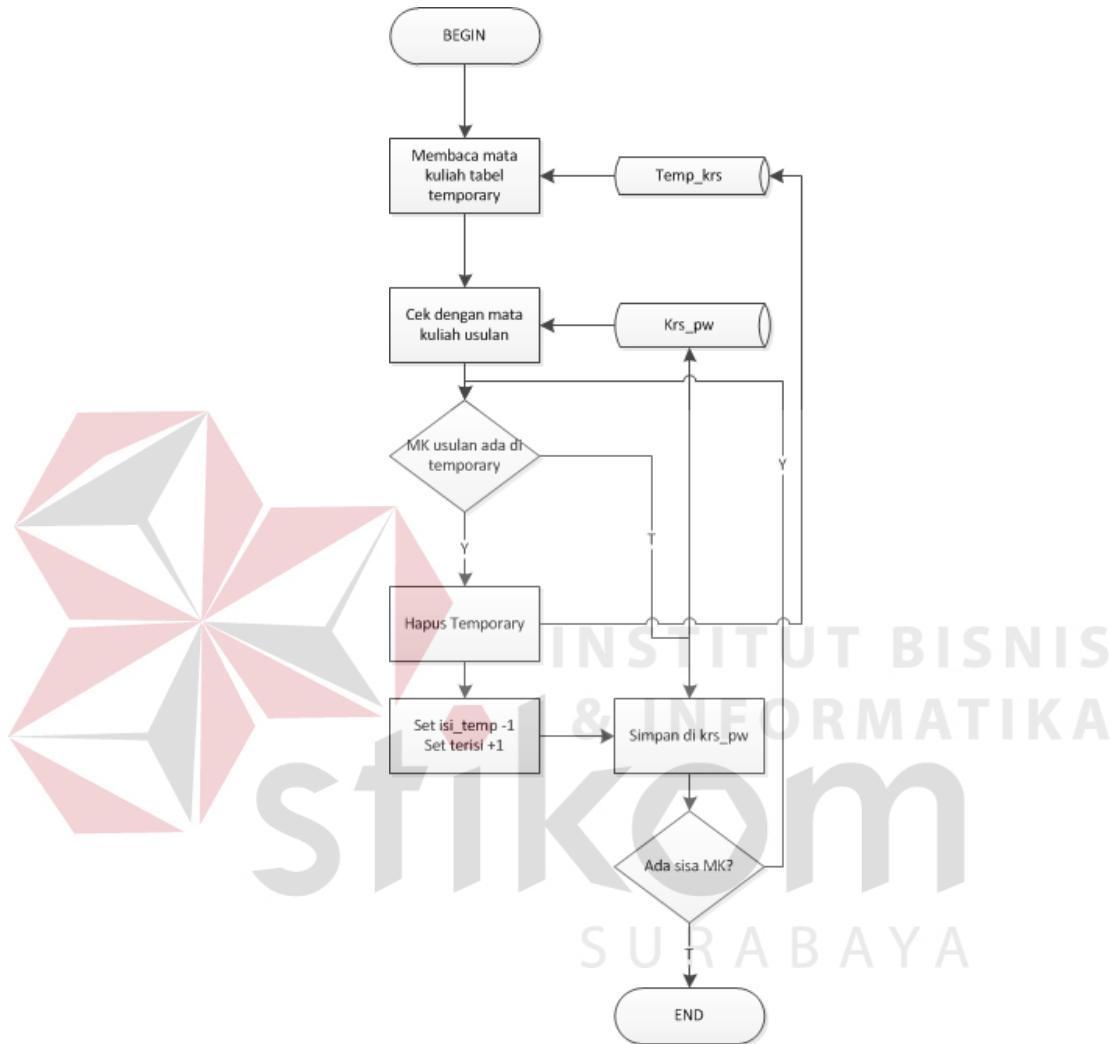 BEGIN
Membaca mata
kuliah tabel
temporary
Temp_krs
Cek dengan mata
kuliah usulan
Krs_pw
MK usulan ada di
temporary
Y
T
Y
Hapus Temporary
Set isi_temp -1
Set terisi +1
Simpan di krs_pw
Ada sisa MK?
T
END
INSTITUT BISNIS
& INFORMATIKA
stikom
SURABAYA